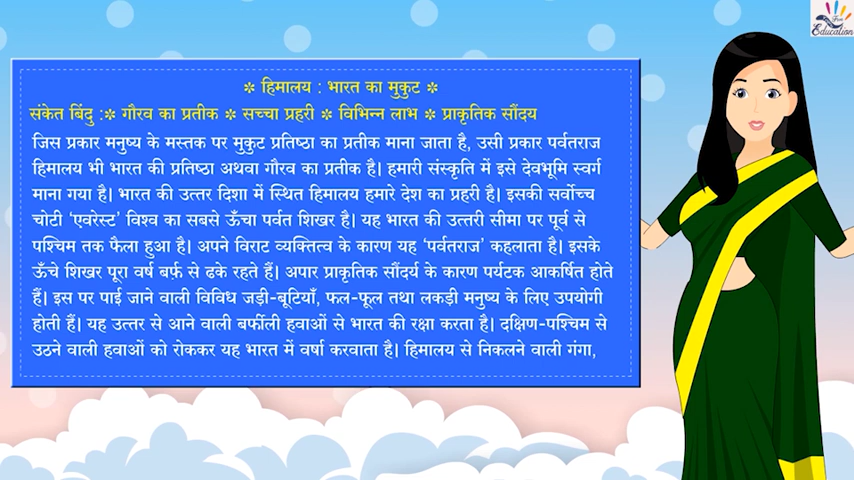 Free
Education
* हिमालय : भारत का मुकुट *
संकेत बिंदु :* गौरव का प्रतीक * सच्चा प्रहरी * विभिन्न लाभ * प्राकृतिक सौंदय
जिस प्रकार मनुष्य के मस्तक पर मुकुट प्रतिष्ठा का प्रतीक माना जाता है, उसी प्रकार पर्वतराज
हिमालय भी भारत की प्रतिष्ठा अथवा गौरव का प्रतीक है। हमारी संस्कृति में इसे देवभूमि स्वर्ग
माना गया है। भारत की उत्तर दिशा में स्थित हिमालय हमारे देश का प्रहरी है। इसकी सर्वोच्च
चोटी ‘एवरेस्ट’ विश्व का सबसे ऊँचा पर्वत शिखर है। यह भारत की उत्तरी सीमा पर पूर्व से
पश्चिम तक फैला हुआ है। अपने विराट व्यक्तित्व के कारण यह ‘पर्वतराज’ कहलाता है। इसके
ऊँचे शिखर पूरा वर्ष बर्फ़ से ढके रहते हैं। अपार प्राकृतिक सौंदर्य के कारण पर्यटक आकर्षित होते
हैं। इस पर पाई जाने वाली विविध जड़ी-बूटियाँ, फल-फूल तथा लकड़ी मनुष्य के लिए उपयोगी
होती हैं। यह उत्तर से आने वाली बर्फीली हवाओं से भारत की रक्षा करता है। दक्षिण-पश्चिम से
उठने वाली हवाओं को रोककर यह भारत में वर्षा करवाता है। हिमालय से निकलने वाली गंगा,